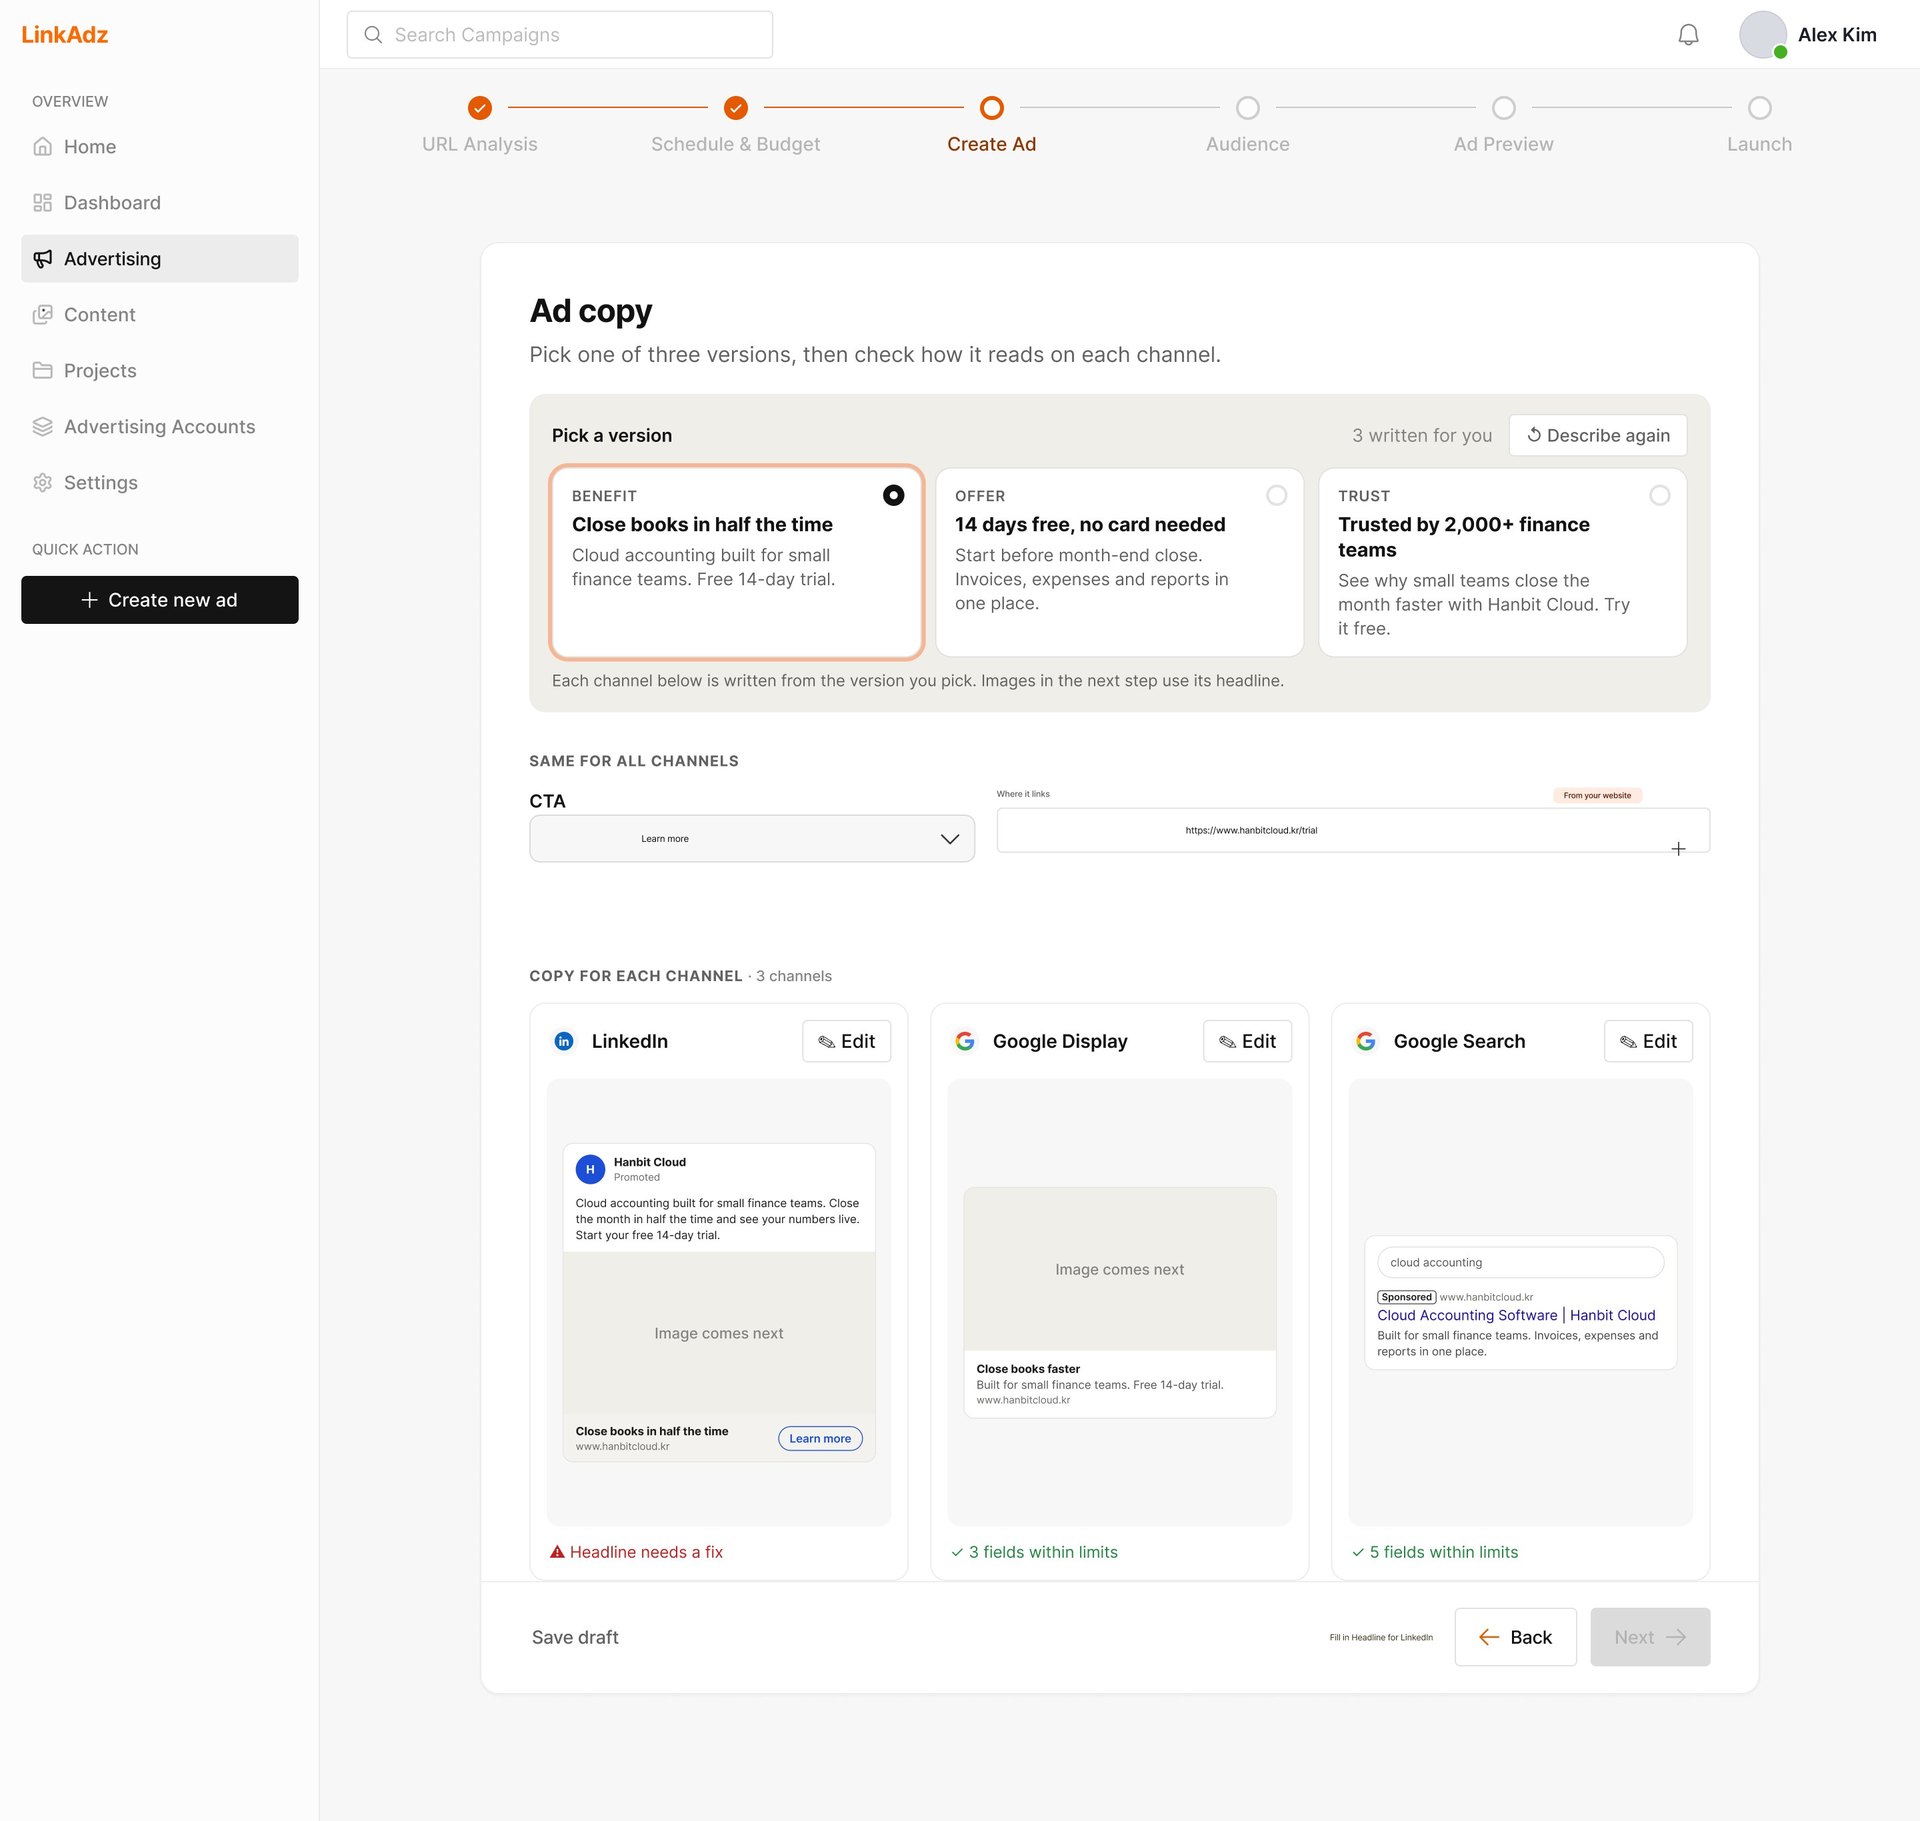 LinkAdz
Search Campaigns
Alex Kim
OVERVIEW
Home
Dashboard
Advertising
Content
Projects
Advertising Accounts
Settings
QUICK ACTION
Create new ad
URL Analysis
Schedule & Budget
Create Ad
Audience
Ad Preview
Launch
Ad copy
Pick one of three versions, then check how it reads on each channel.
Pick a version
3 written for you
Describe again
BENEFIT
Close books in half the time
Cloud accounting built for small
finance teams. Free 14-day trial.
OFFER
14 days free, no card needed
Start before month-end close.
Invoices, expenses and reports in
one place.
TRUST
Trusted by 2,000+ finance
teams
See why small teams close the
month faster with Hanbit Cloud. Try
it free.
Each channel below is written from the version you pick. Images in the next step use its headline.
SAME FOR ALL CHANNELS
CTA
Learn more
Where it links
From your website
https://www.hanbitcloud.kr/trial
COPY FOR EACH CHANNEL · 3 channels
LinkedIn
Edit
H
Hanbit Cloud
Promoted
Cloud accounting built for small finance teams. Close
the month in half the time and see your numbers live.
Start your free 14-day trial.
Image comes next
Close books in half the time
www.hanbitcloud.kr
Learn more
Headline needs a fix
Google Display
Edit
Image comes next
Close books faster
Built for small finance teams. Free 14-day trial.
www.hanbitcloud.kr
3 fields within limits
Google Search
Edit
cloud accounting
Sponsored www.hanbitcloud.kr
Cloud Accounting Software | Hanbit Cloud
Built for small finance teams. Invoices, expenses and
reports in one place.
5 fields within limits
Save draft
Fill in Headline for LinkedIn
Back
Next